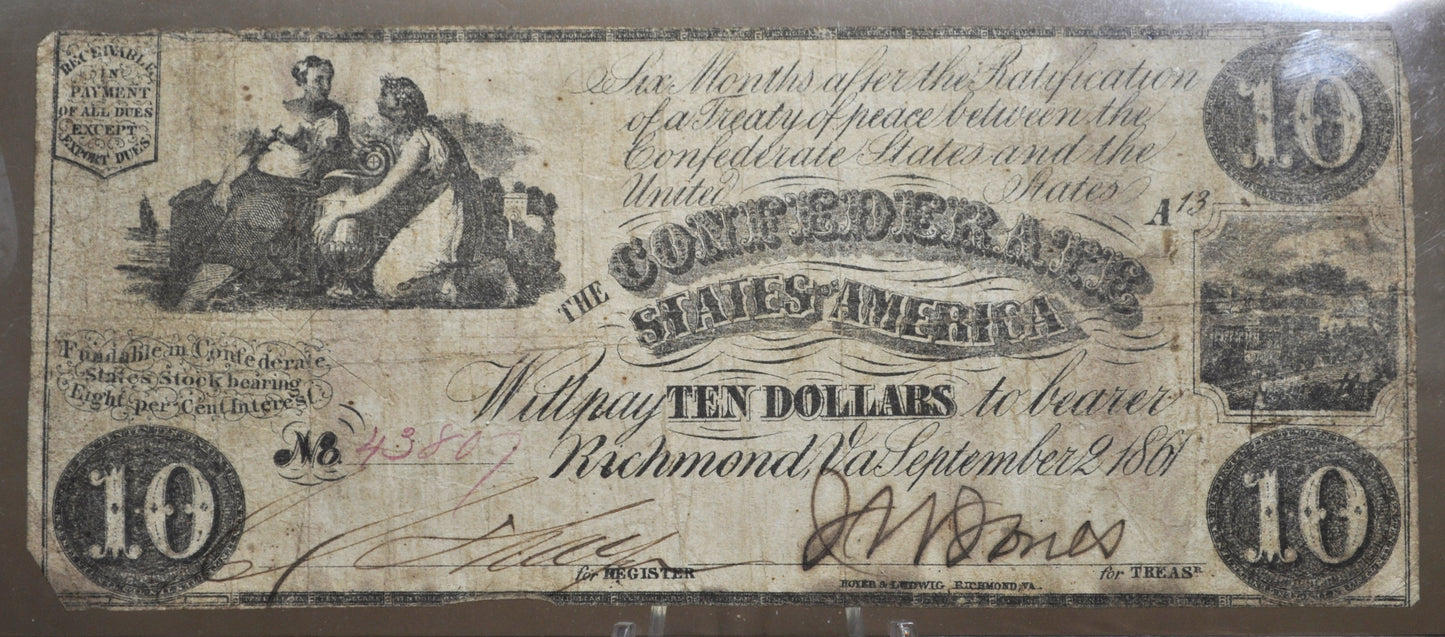 RECEIVABLE
IN
PAYMENT
OF ALL DUES
EXCEPT
EXPORT DUES.
Six Months after the Ratification
of a Treaty of peace between the
Confederate States and the
United States
10
A 13
THE CONFEDERATE
STATES OF AMERICA
Fundable in Confederate
States Stock bearing
Eight per Cent Interest
Will pay TEN DOLLARS to bearer
No. 43807
Richmond, Va September 2 1861
10
10
for REGISTER
J W Jones
for TREASR
HOYER & LUDWIG, RICHMOND, VA.